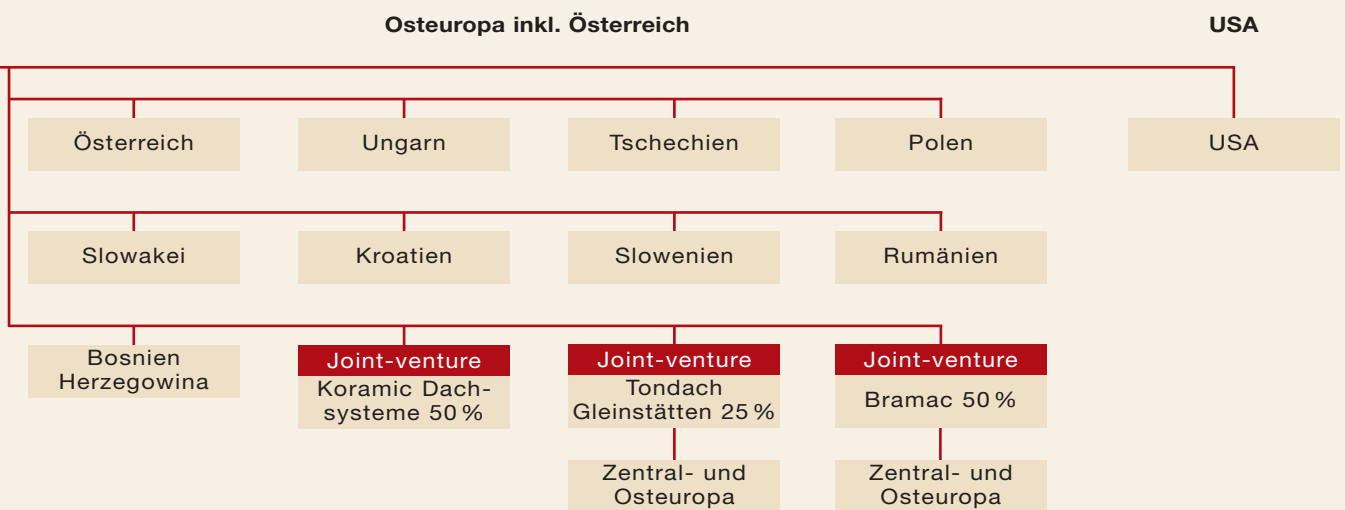 Osteuropa inkl. Österreich
USA
Österreich
Ungarn
Tschechien
Polen
USA
Slowakei
Kroatien
Slowenien
Rumänien
Bosnien
Herzegowina
Joint-venture
Koramic Dach-
systeme 50 %
Joint-venture
Tondach
Gleinstätten 25 %
Joint-venture
Bramac 50 %
Zentral- und
Osteuropa
Zentral- und
Osteuropa